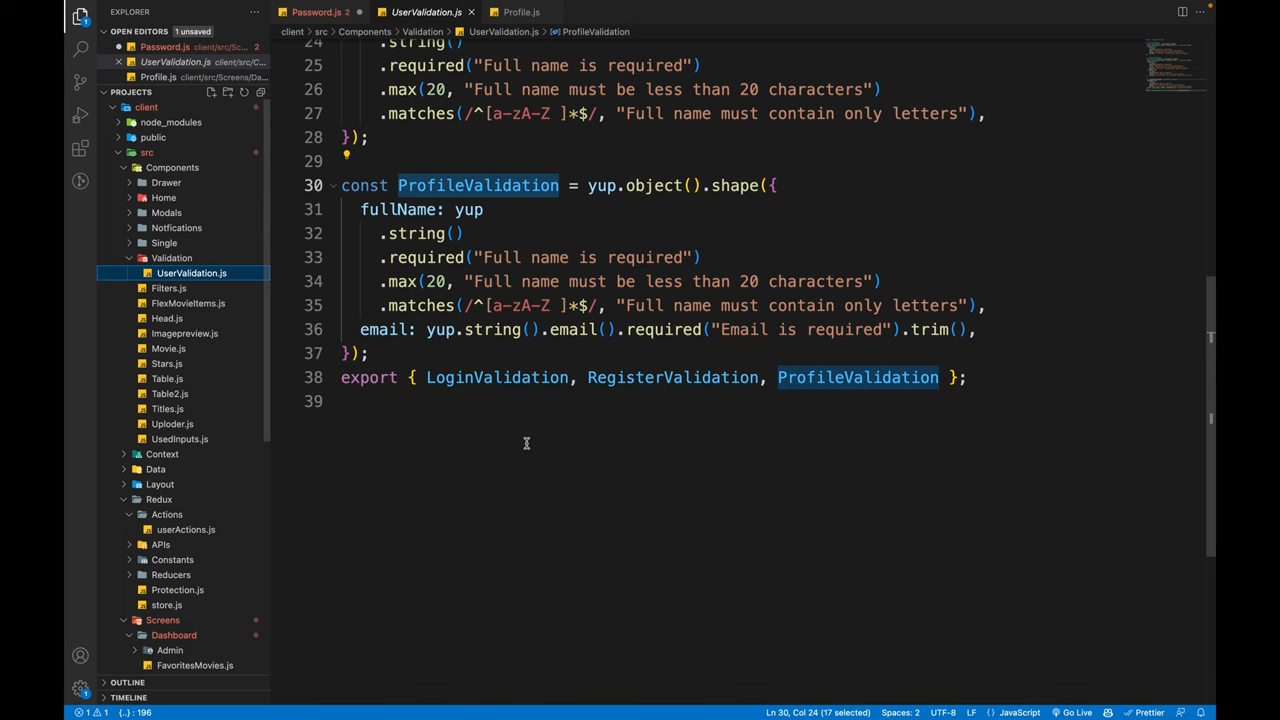 EXPLORER
Password.js 2
UserValidation.js
Profile.js
OPEN EDITORS 1 unsaved
Password.js client/src/Sc... 2
UserValidation.js client/src/C...
Profile.js client/src/Screens/Da...
PROJECTS
client
node_modules
public
src
Components
Drawer
Home
Modals
Notfications
Single
Validation
UserValidation.js
Filters.js
FlexMovieItems.js
Head.js
Imagepreview.js
Movie.js
Stars.js
Table.js
Table2.js
Titles.js
Uploder.js
UsedInputs.js
Context
Data
Layout
Redux
Actions
userActions.js
APIs
Constants
Reducers
Protection.js
store.js
Screens
Dashboard
Admin
FavoritesMovies.js
OUTLINE
TIMELINE
client > src > Components > Validation > UserValidation.js > ProfileValidation
24 .string()
25 .required("Full name is required")
26 .max(20, "Full name must be less than 20 characters")
27 .matches(/^[a-zA-Z ]*$/, "Full name must contain only letters"),
28 });
29
30 const ProfileValidation = yup.object().shape({
31 fullName: yup
32 .string()
33 .required("Full name is required")
34 .max(20, "Full name must be less than 20 characters")
35 .matches(/^[a-zA-Z ]*$/, "Full name must contain only letters"),
36 email: yup.string().email().required("Email is required").trim(),
37 });
38 export { LoginValidation, RegisterValidation, ProfileValidation };
39
1 1 {..} : 196 Ln 30, Col 24 (17 selected) Spaces: 2 UTF-8 LF { } JavaScript Go Live Prettier